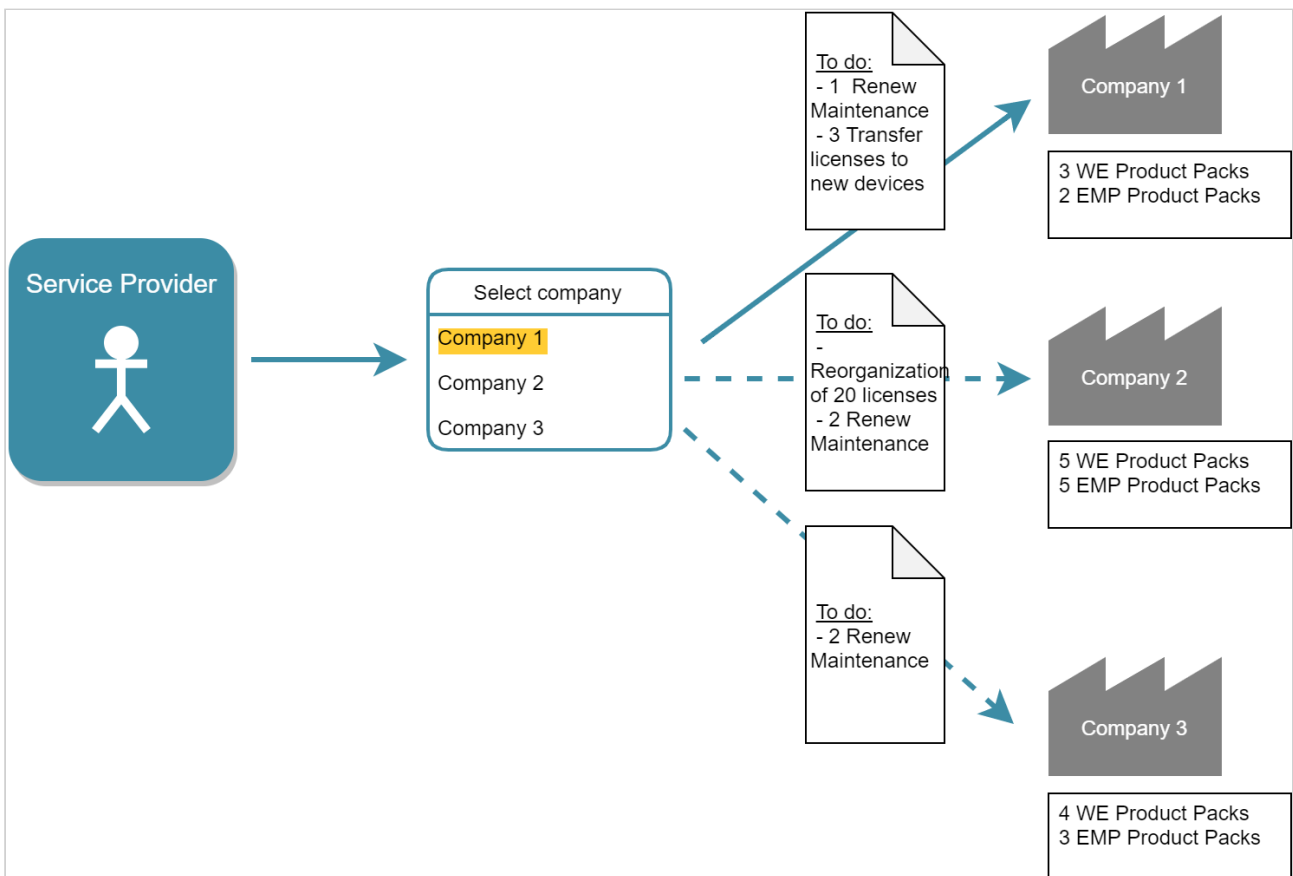 Service Provider
Select company
Company 1
Company 2
Company 3
To do:
- 1 Renew
Maintenance
- 3 Transfer
licenses to
new devices
Company 1
3 WE Product Packs
2 EMP Product Packs
To do:
-
Reorganization
of 20 licenses
- 2 Renew
Maintenance
Company 2
5 WE Product Packs
5 EMP Product Packs
To do:
- 2 Renew
Maintenance
Company 3
4 WE Product Packs
3 EMP Product Packs